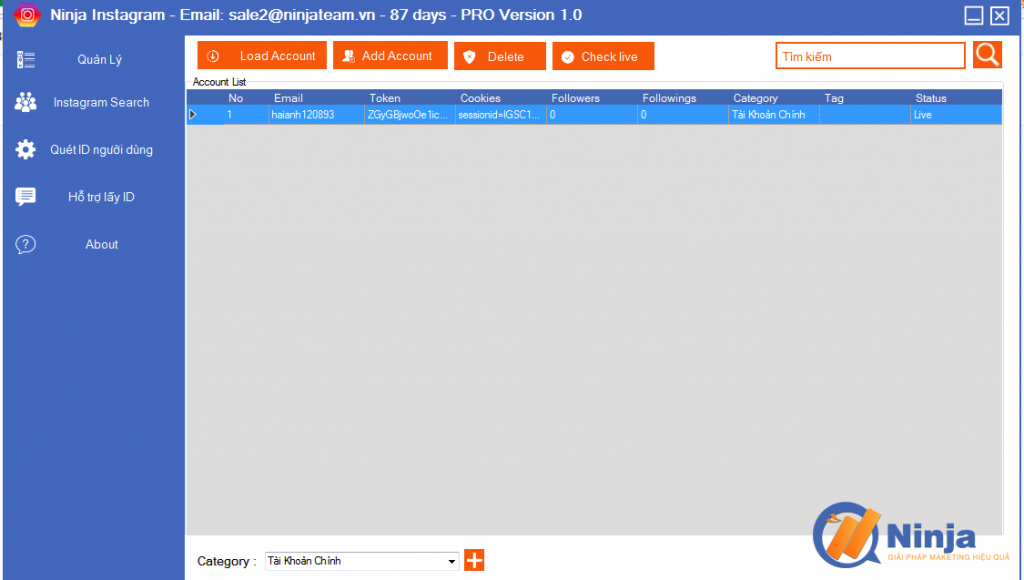 Ninja Instagram - Email: sale2@ninjateam.vn - 87 days - PRO Version 1.0
Quản Lý
Instagram Search
Quét ID người dùng
Hỗ trợ lấy ID
About
Load Account Add Account Delete Check live Tìm kiếm
Account List
No Email Token Cookies Followers Followings Category Tag Status
1 haianh120893 ZGyGBjwoOe1ic... sessionid=IGSC1... 0 0 Tài Khoản Chính Live
Category : Tài Khoản Chính
Ninja
GIẢI PHÁP MAKETING HIỆU QUẢ